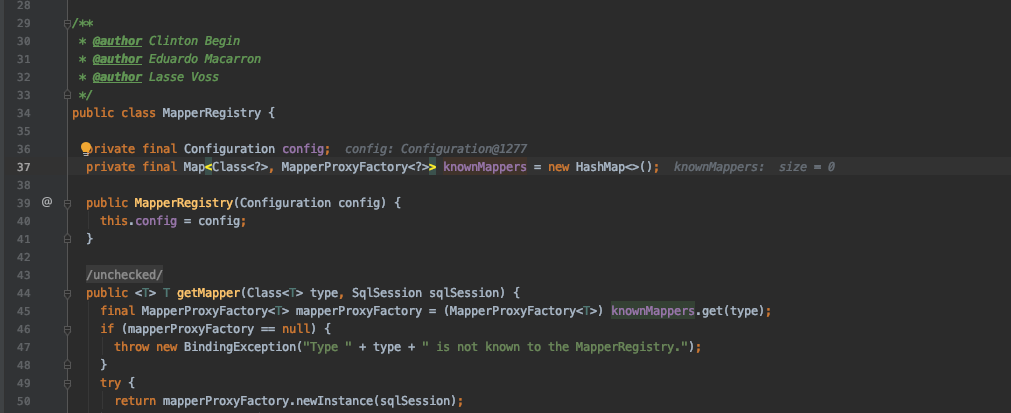 28
29 /**
30 * @author Clinton Begin
31 * @author Eduardo Macarron
32 * @author Lasse Voss
33 */
34 public class MapperRegistry {
35
36 private final Configuration config; config: Configuration@1277
37 private final Map<Class<?>, MapperProxyFactory<?>> knownMappers = new HashMap<>(); knownMappers: size = 0
38
39 @ public MapperRegistry(Configuration config) {
40 this.config = config;
41 }
42
43 /unchecked/
44 public <T> T getMapper(Class<T> type, SqlSession sqlSession) {
45 final MapperProxyFactory<T> mapperProxyFactory = (MapperProxyFactory<T>) knownMappers.get(type);
46 if (mapperProxyFactory == null) {
47 throw new BindingException("Type " + type + " is not known to the MapperRegistry.");
48 }
49 try {
50 return mapperProxyFactory.newInstance(sqlSession);